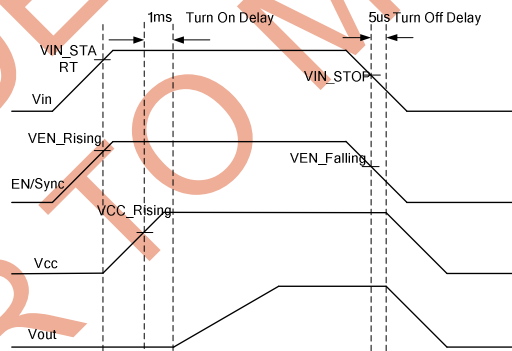 1ms Turn On Delay
5us Turn Off Delay
VIN_STA
RT
VIN_STOP
Vin
VEN_Rising
VEN_Falling
EN/Sync
VCC_Rising
Vcc
Vout
R TO M